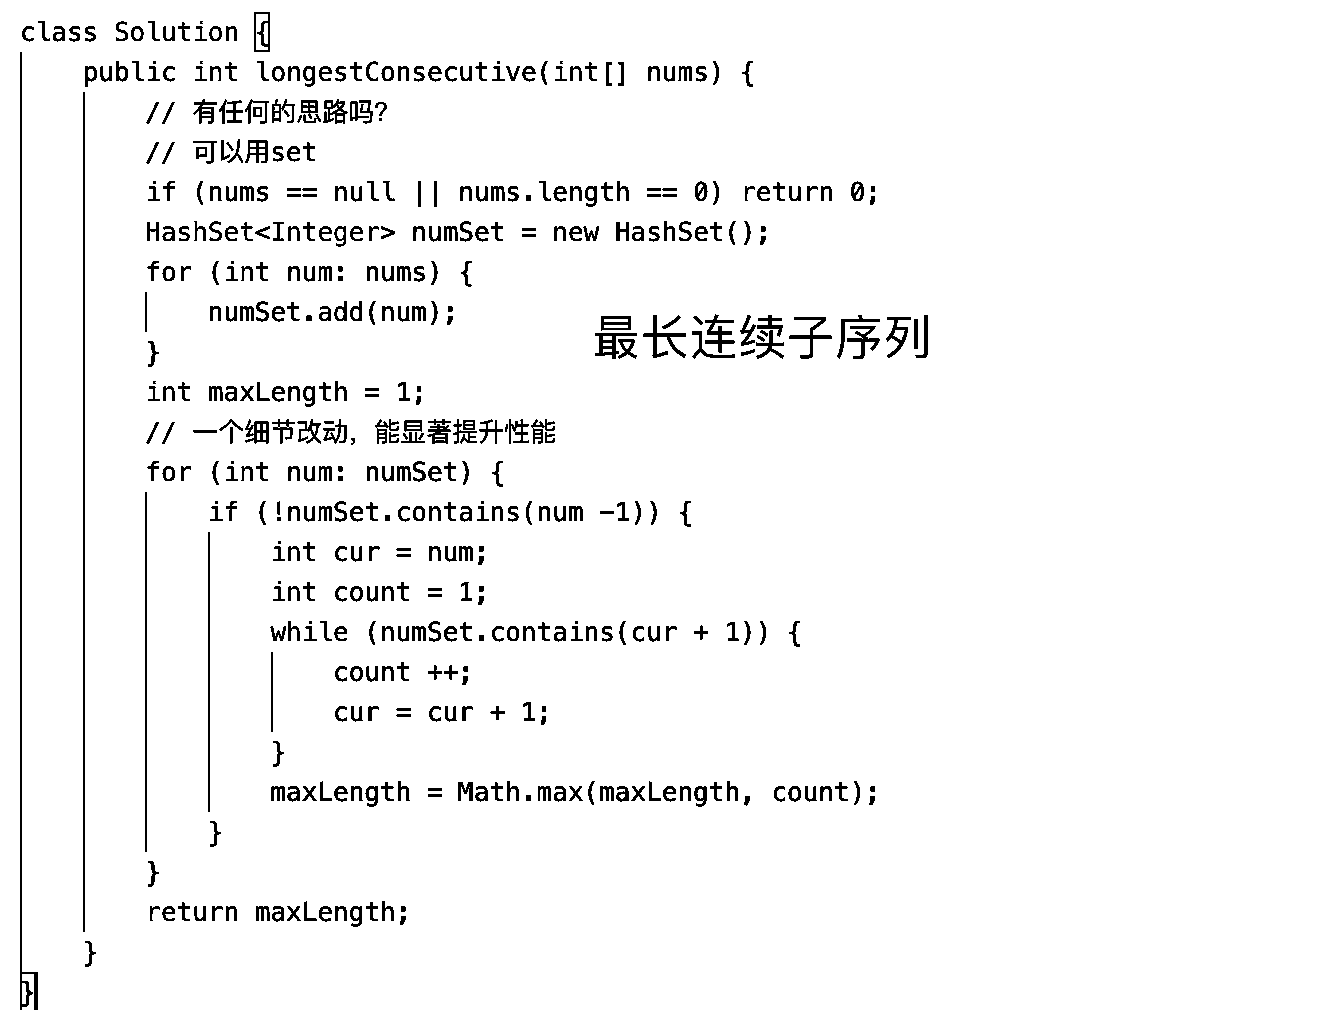 class Solution {
public int longestConsecutive(int[] nums) {
// 有任何的思路吗？
// 可以用set
if (nums == null || nums.length == 0) return 0;
HashSet<Integer> numSet = new HashSet();
for (int num: nums) {
numSet.add(num);
最长连续子序列
}
int maxLength = 1;
// 一个细节改动，能显著提升性能
for (int num: numSet) {
if (!numSet.contains(num -1)) {
int cur = num;
int count = 1;
while (numSet.contains(cur + 1)) {
count ++;
cur = cur + 1;
}
maxLength = Math.max(maxLength, count);
}
}
return maxLength;
}
}